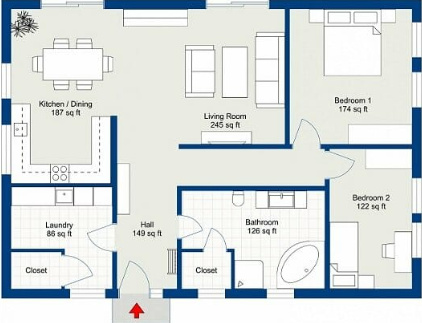 Kitchen / Dining
187 sq ft
Living Room
245 sq ft
Bedroom 1
174 sq ft
Bedroom 2
122 sq ft
Laundry
86 sq ft
Hall
149 sq ft
Bathroom
126 sq ft
Closet
Closet